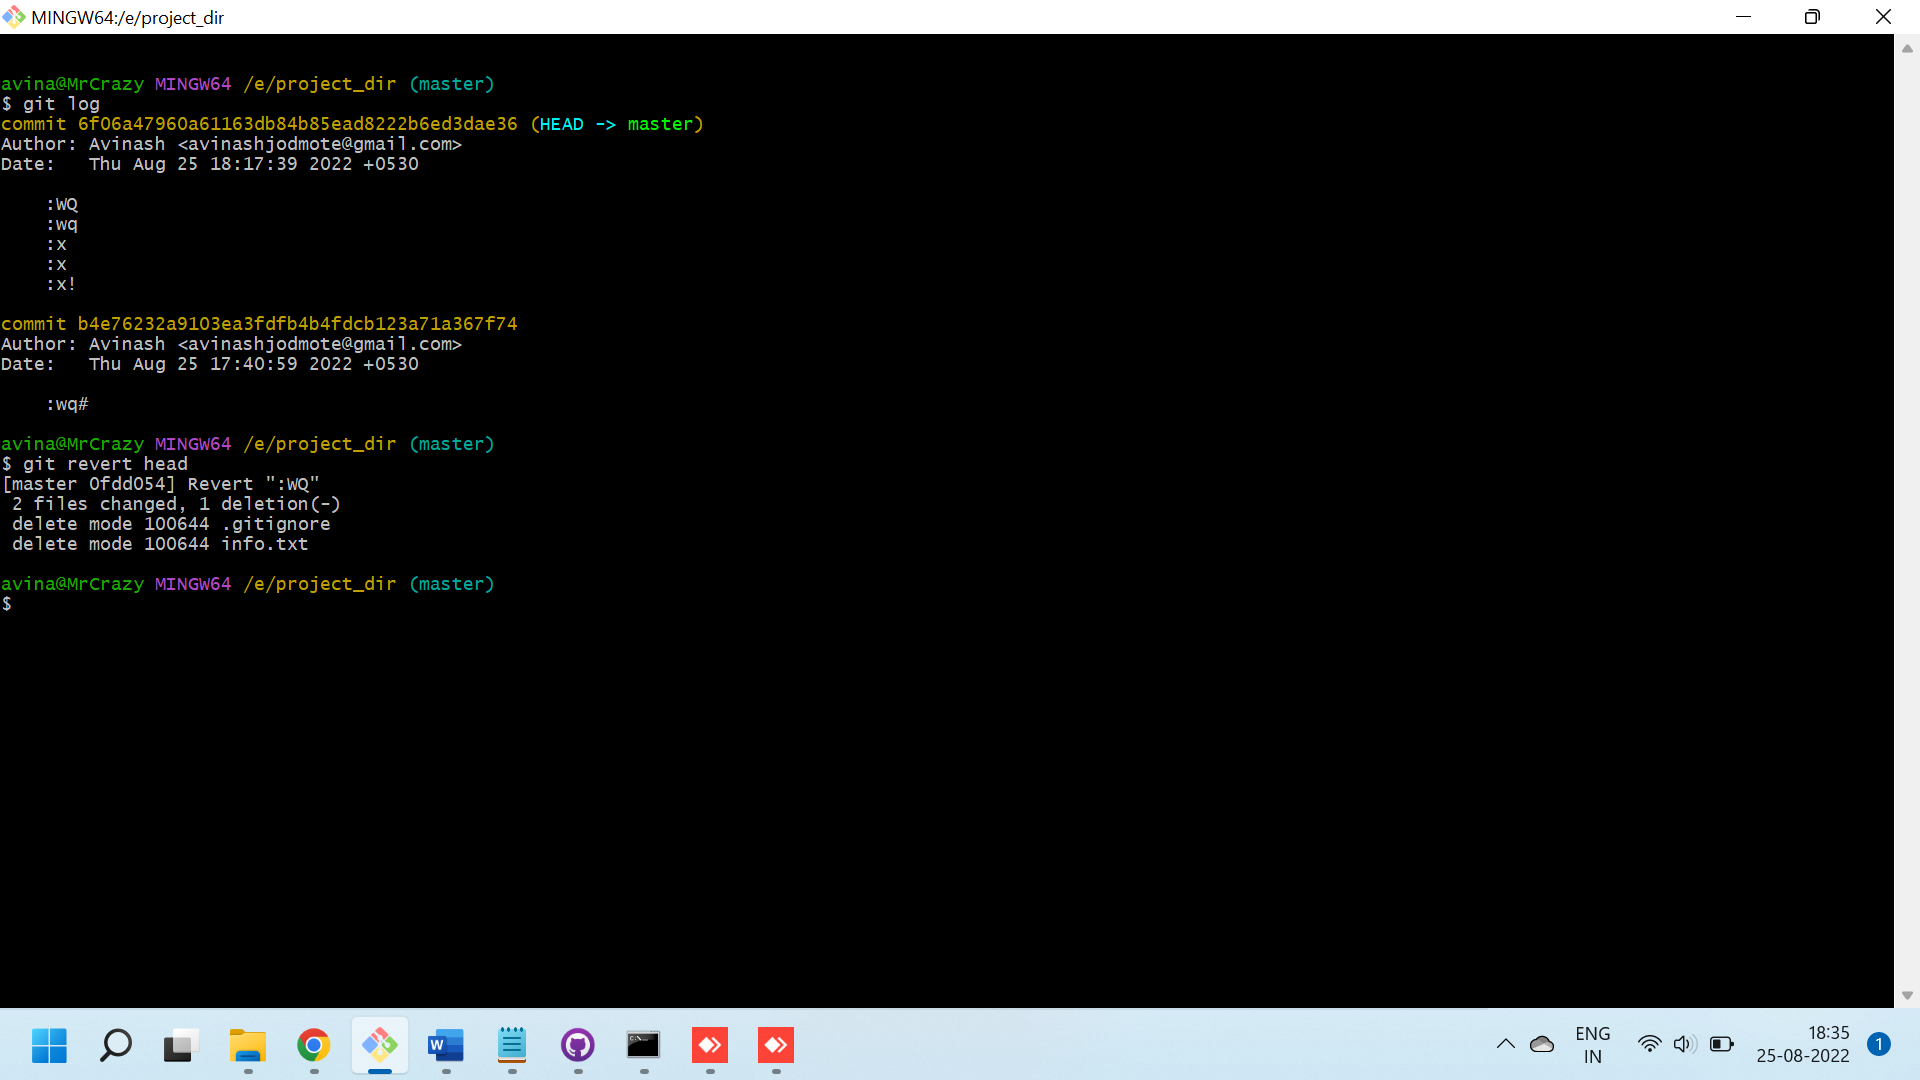 MINGW64:/e/project_dir
avina@MrCrazy MINGW64 /e/project_dir (master)
$ git log
commit 6f06a47960a61163db84b85ead8222b6ed3dae36 (HEAD -> master)
Author: Avinash <avinashjodmote@gmail.com>
Date:   Thu Aug 25 18:17:39 2022 +0530
    :WQ
    :wq
    :x
    :x
    :x!
commit b4e76232a9103ea3fdfb4b4fdcb123a71a367f74
Author: Avinash <avinashjodmote@gmail.com>
Date:   Thu Aug 25 17:40:59 2022 +0530
    :wq#
avina@MrCrazy MINGW64 /e/project_dir (master)
$ git revert head
[master 0fdd054] Revert ":WQ"
 2 files changed, 1 deletion(-)
 delete mode 100644 .gitignore
 delete mode 100644 info.txt
avina@MrCrazy MINGW64 /e/project_dir (master)
$
W
C:\
ENG
IN
18:35
25-08-2022
1